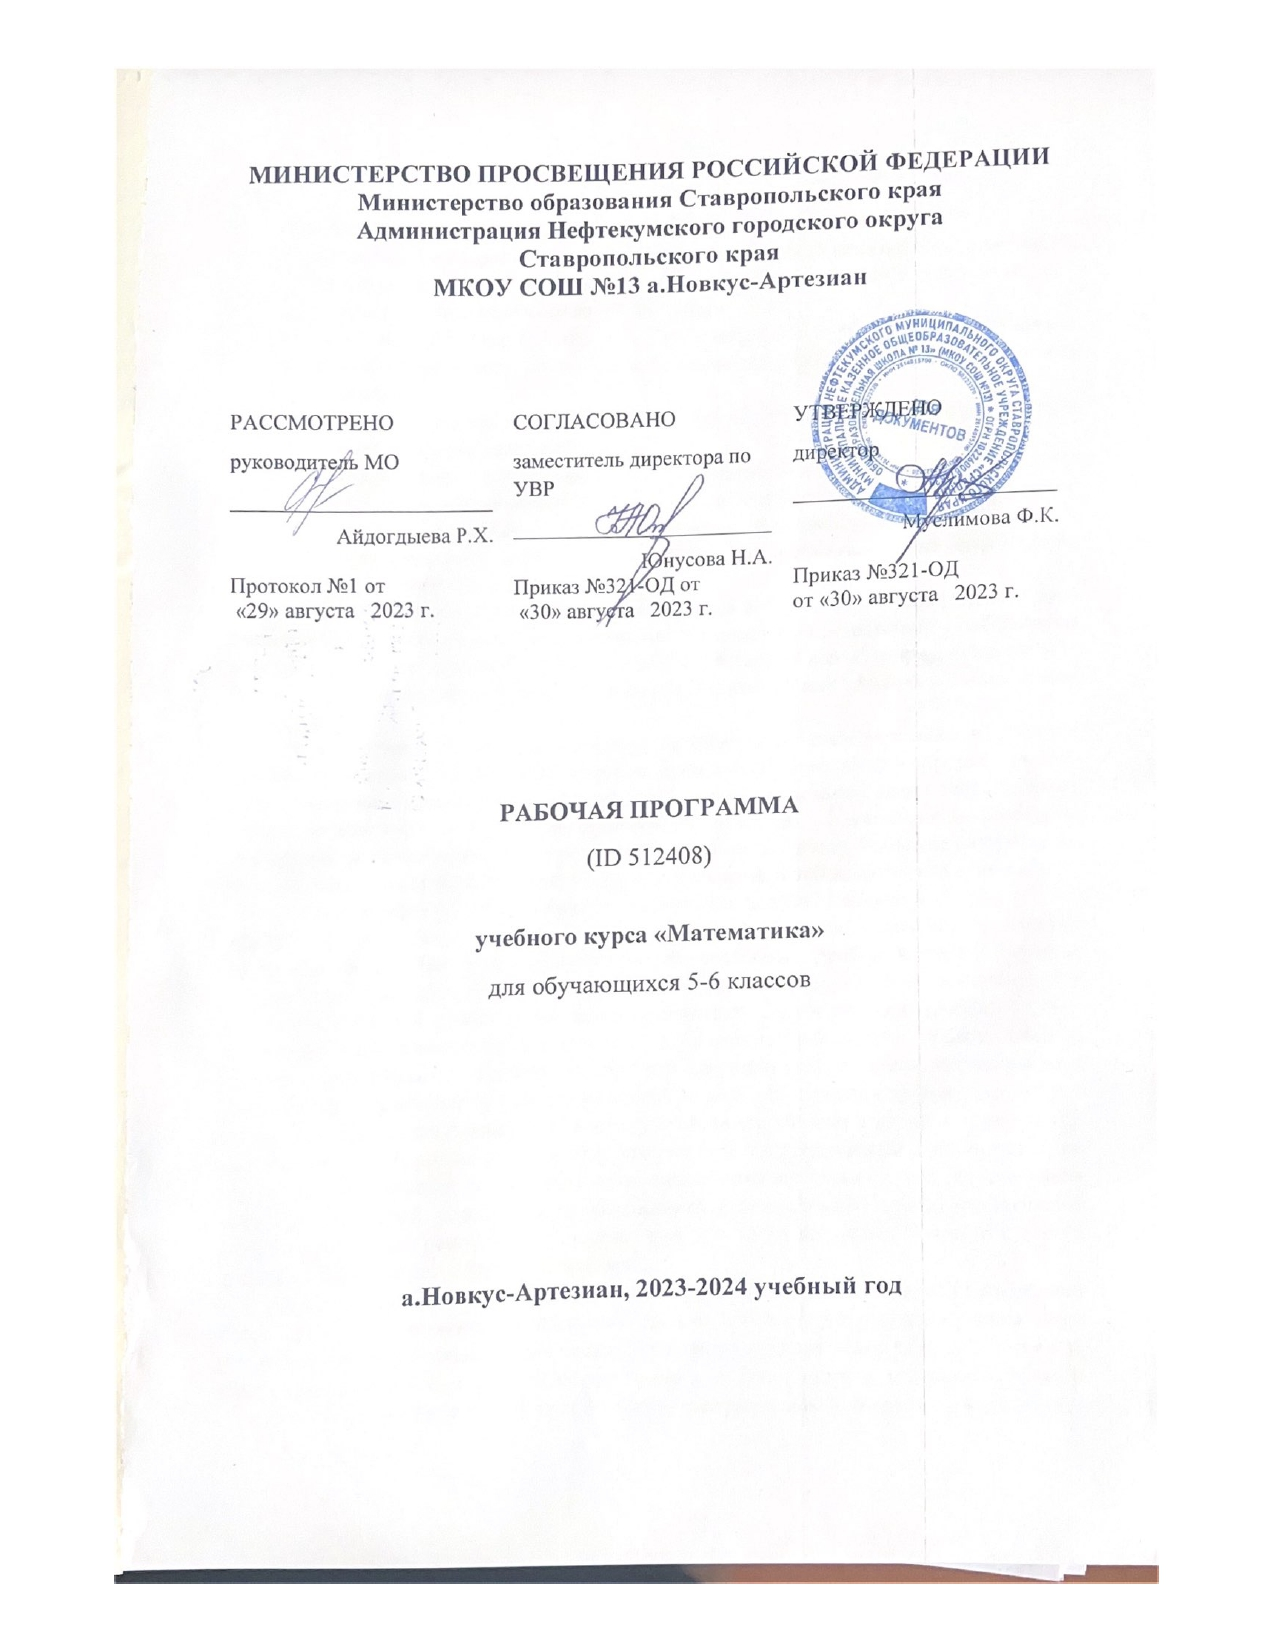 МИНИСТЕРСТВО ПРОСВЕЩЕНИЯ РОССИЙСКОЙ ФЕДЕРАЦИИ
Министерство образования Ставропольского края
Администрация Нефтекумского городского округа
Ставропольского края
МКОУ СОШ №13 а.Новкус-Артезиан
РАССМОТРЕНО
руководитель МО
Айдогдыева Р.Х.
Протокол №1 от
«29» августа 2023 г.
СОГЛАСОВАНО
заместитель директора по
УВР
Юнусова Н.А.
Приказ №321-ОД от
«30» августа 2023 г.
УТВЕРЖДЕНО
директор
Муслимова Ф.К.
Приказ №321-ОД
от «30» августа 2023 г.
ДЛЯ
ДОКУМЕНТОВ
РАБОЧАЯ ПРОГРАММА
(ID 512408)
учебного курса «Математика»
для обучающихся 5-6 классов
а.Новкус-Артезиан, 2023-2024 учебный год